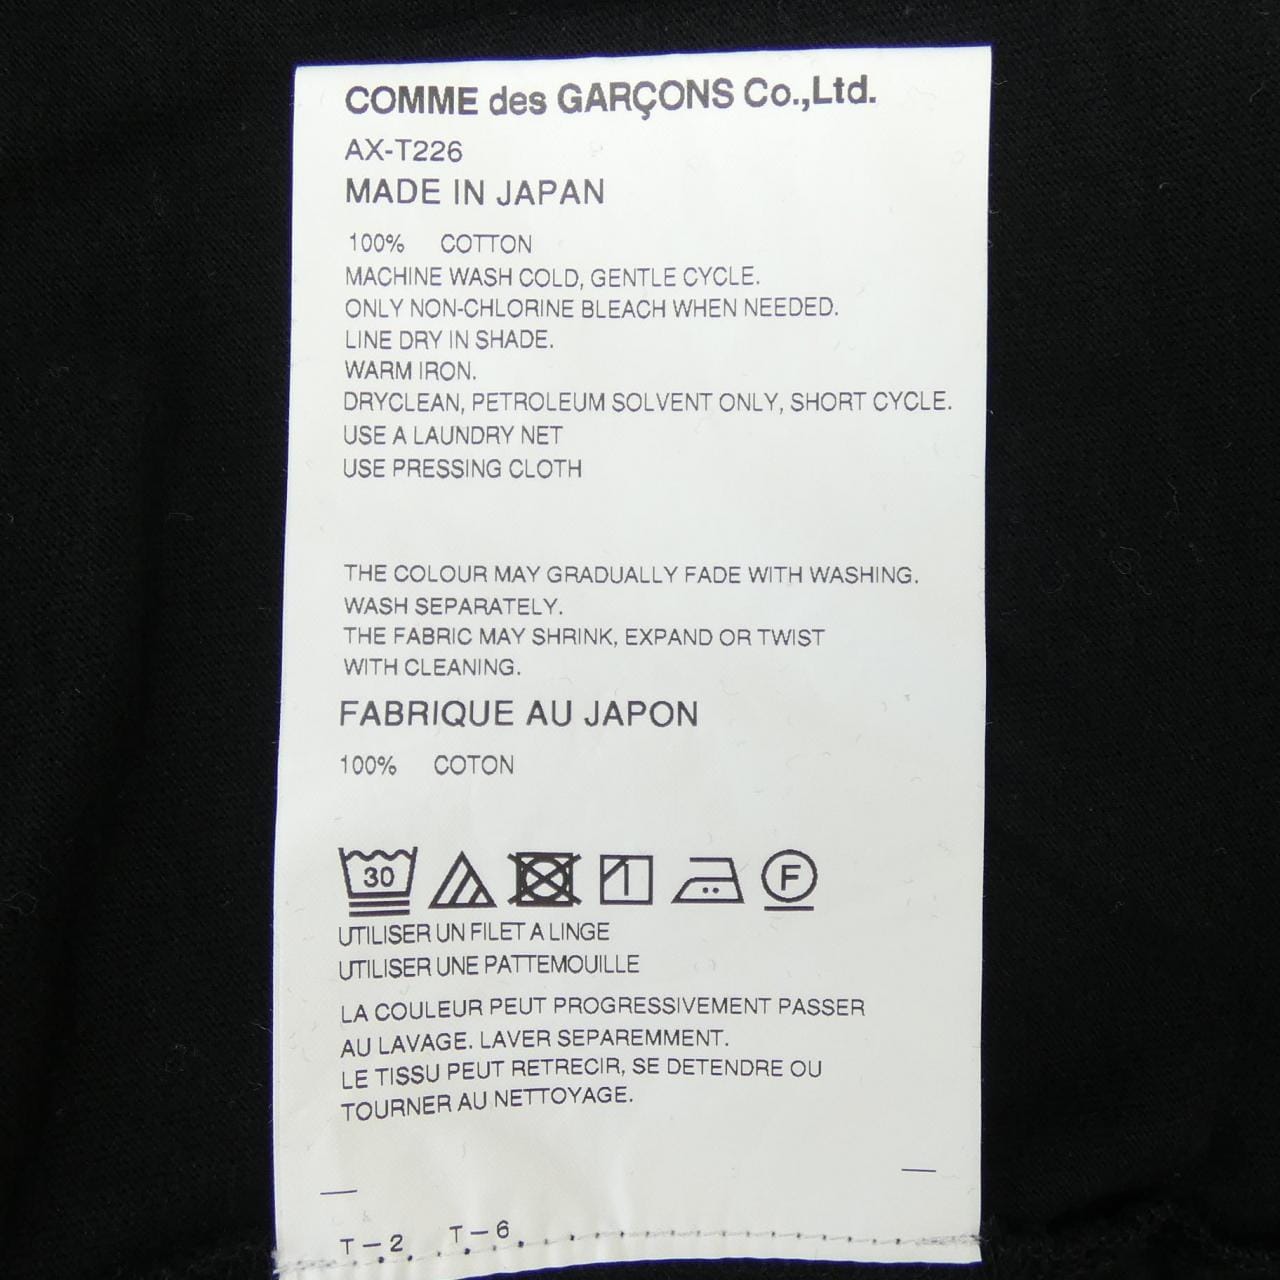 COMME des GARÇONS Co.,Ltd.
AX-T226
MADE IN JAPAN
100% COTTON
MACHINE WASH COLD, GENTLE CYCLE.
ONLY NON-CHLORINE BLEACH WHEN NEEDED.
LINE DRY IN SHADE.
WARM IRON.
DRYCLEAN, PETROLEUM SOLVENT ONLY, SHORT CYCLE.
USE A LAUNDRY NET
USE PRESSING CLOTH
THE COLOUR MAY GRADUALLY FADE WITH WASHING.
WASH SEPARATELY.
THE FABRIC MAY SHRINK, EXPAND OR TWIST
WITH CLEANING.
FABRIQUE AU JAPON
100% COTON
30 F
UTILISER UN FILET A LINGE
UTILISER UNE PATTEMOUILLE
LA COULEUR PEUT PROGRESSIVEMENT PASSER
AU LAVAGE. LAVER SEPAREMMENT.
LE TISSU PEUT RETRECIR, SE DETENDRE OU
TOURNER AU NETTOYAGE.
T-2 T-6